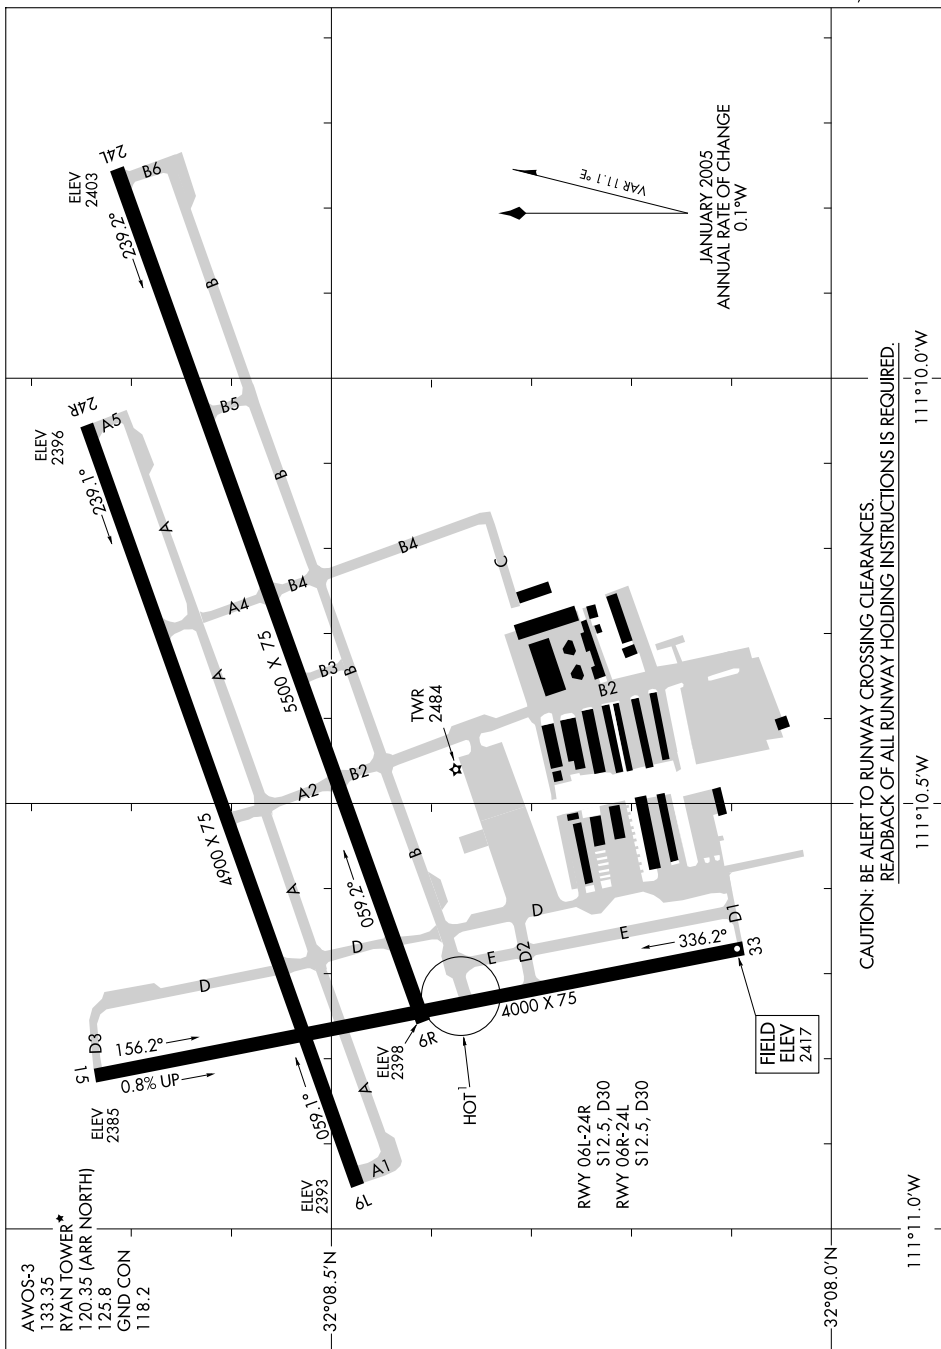 AWOS-3
133.35
RYAN TOWER★
120.35 (ARR NORTH)
125.8
GND CON
118.2
ELEV
2403
24L
239.2°
B6
B
ELEV
2396
24R
239.1°
A5
A
B5
B
VAR 11.1°E
JANUARY 2005
ANNUAL RATE OF CHANGE
0.1°W
A4
B4
B4
C
A
5500 X 75
B3
B
TWR
2484
B2
4900 X 75
A2
B2
A
059.2°
B
D
D
D
D2
E
E
D1
336.2°
33
4000 X 75
FIELD
ELEV
2417
15
D3
156.2°
0.8% UP
ELEV
2385
059.1°
ELEV
2398
6R
HOT 1
A
ELEV
2393
6L
A1
RWY 06L-24R
S12.5, D30
RWY 06R-24L
S12.5, D30
32°08.5'N
32°08.0'N
CAUTION: BE ALERT TO RUNWAY CROSSING CLEARANCES.
READBACK OF ALL RUNWAY HOLDING INSTRUCTIONS IS REQUIRED.
111°11.0'W
111°10.5'W
111°10.0'W